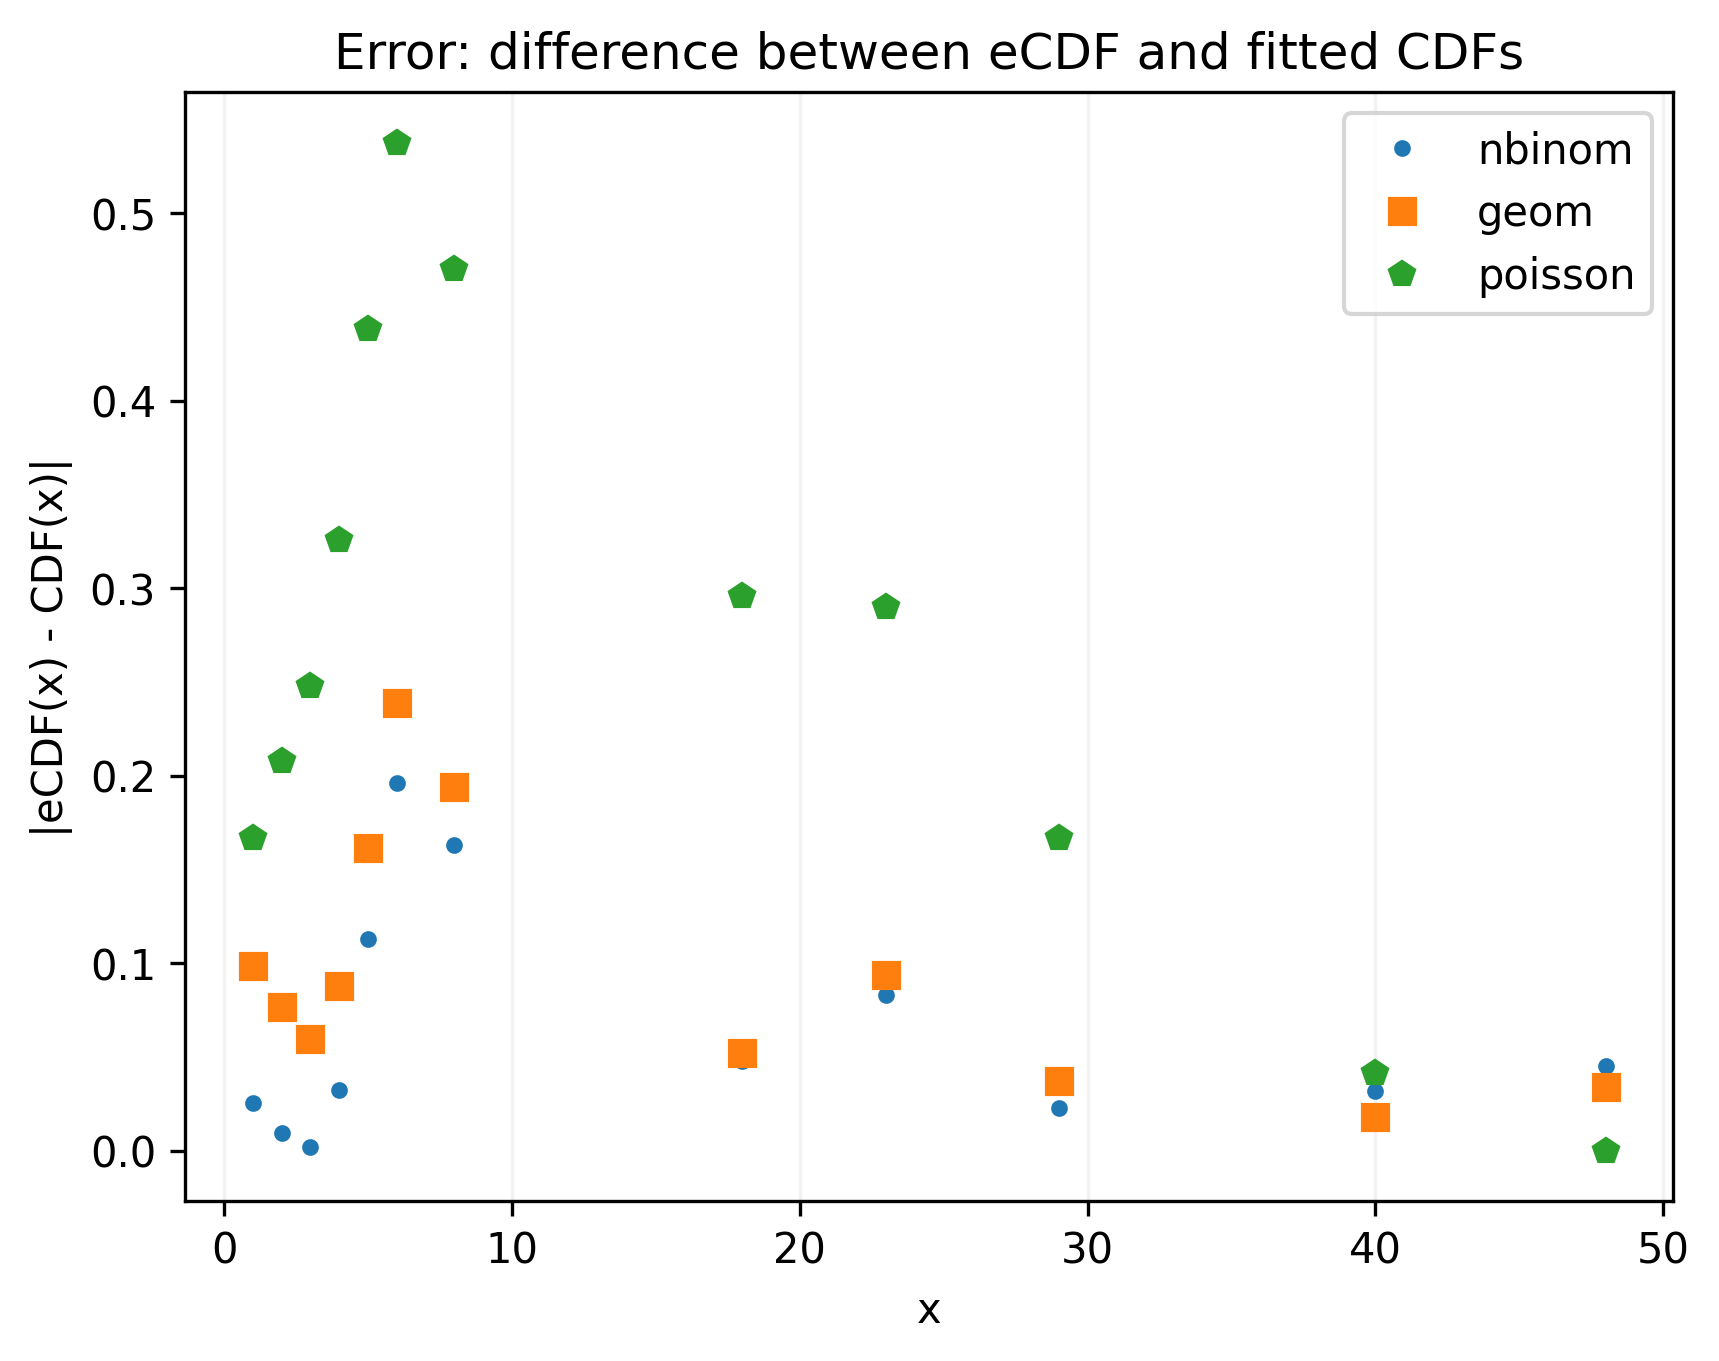 Error: difference between eCDF and fitted CDFs
nbinom
geom
poisson
|eCDF(x) - CDF(x)|
0.5
0.4
0.3
0.2
0.1
0.0
0 10 20 30 40 50
x